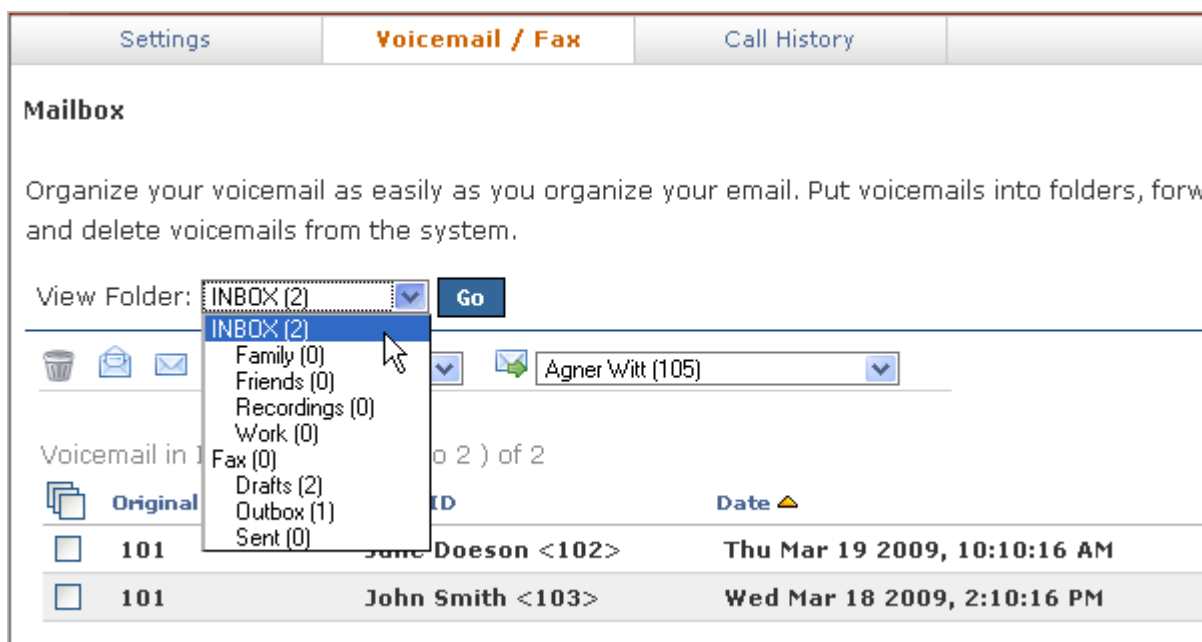 Settings Voicemail / Fax Call History
Mailbox
Organize your voicemail as easily as you organize your email. Put voicemails into folders,
and delete voicemails from the system.
View Folder: INBOX (2) Go
INBOX (2)
Family (0)
Friends (0)
Recordings (0)
Work (0)
Fax (0)
Drafts (2)
Outbox (1)
Sent (0)
Agner Witt (105)
Voicemail in 2 ) of 2
Original ID Date
101 Doeson <102> Thu Mar 19 2009, 10:10:16 AM
101 John Smith <103> Wed Mar 18 2009, 2:10:16 PM